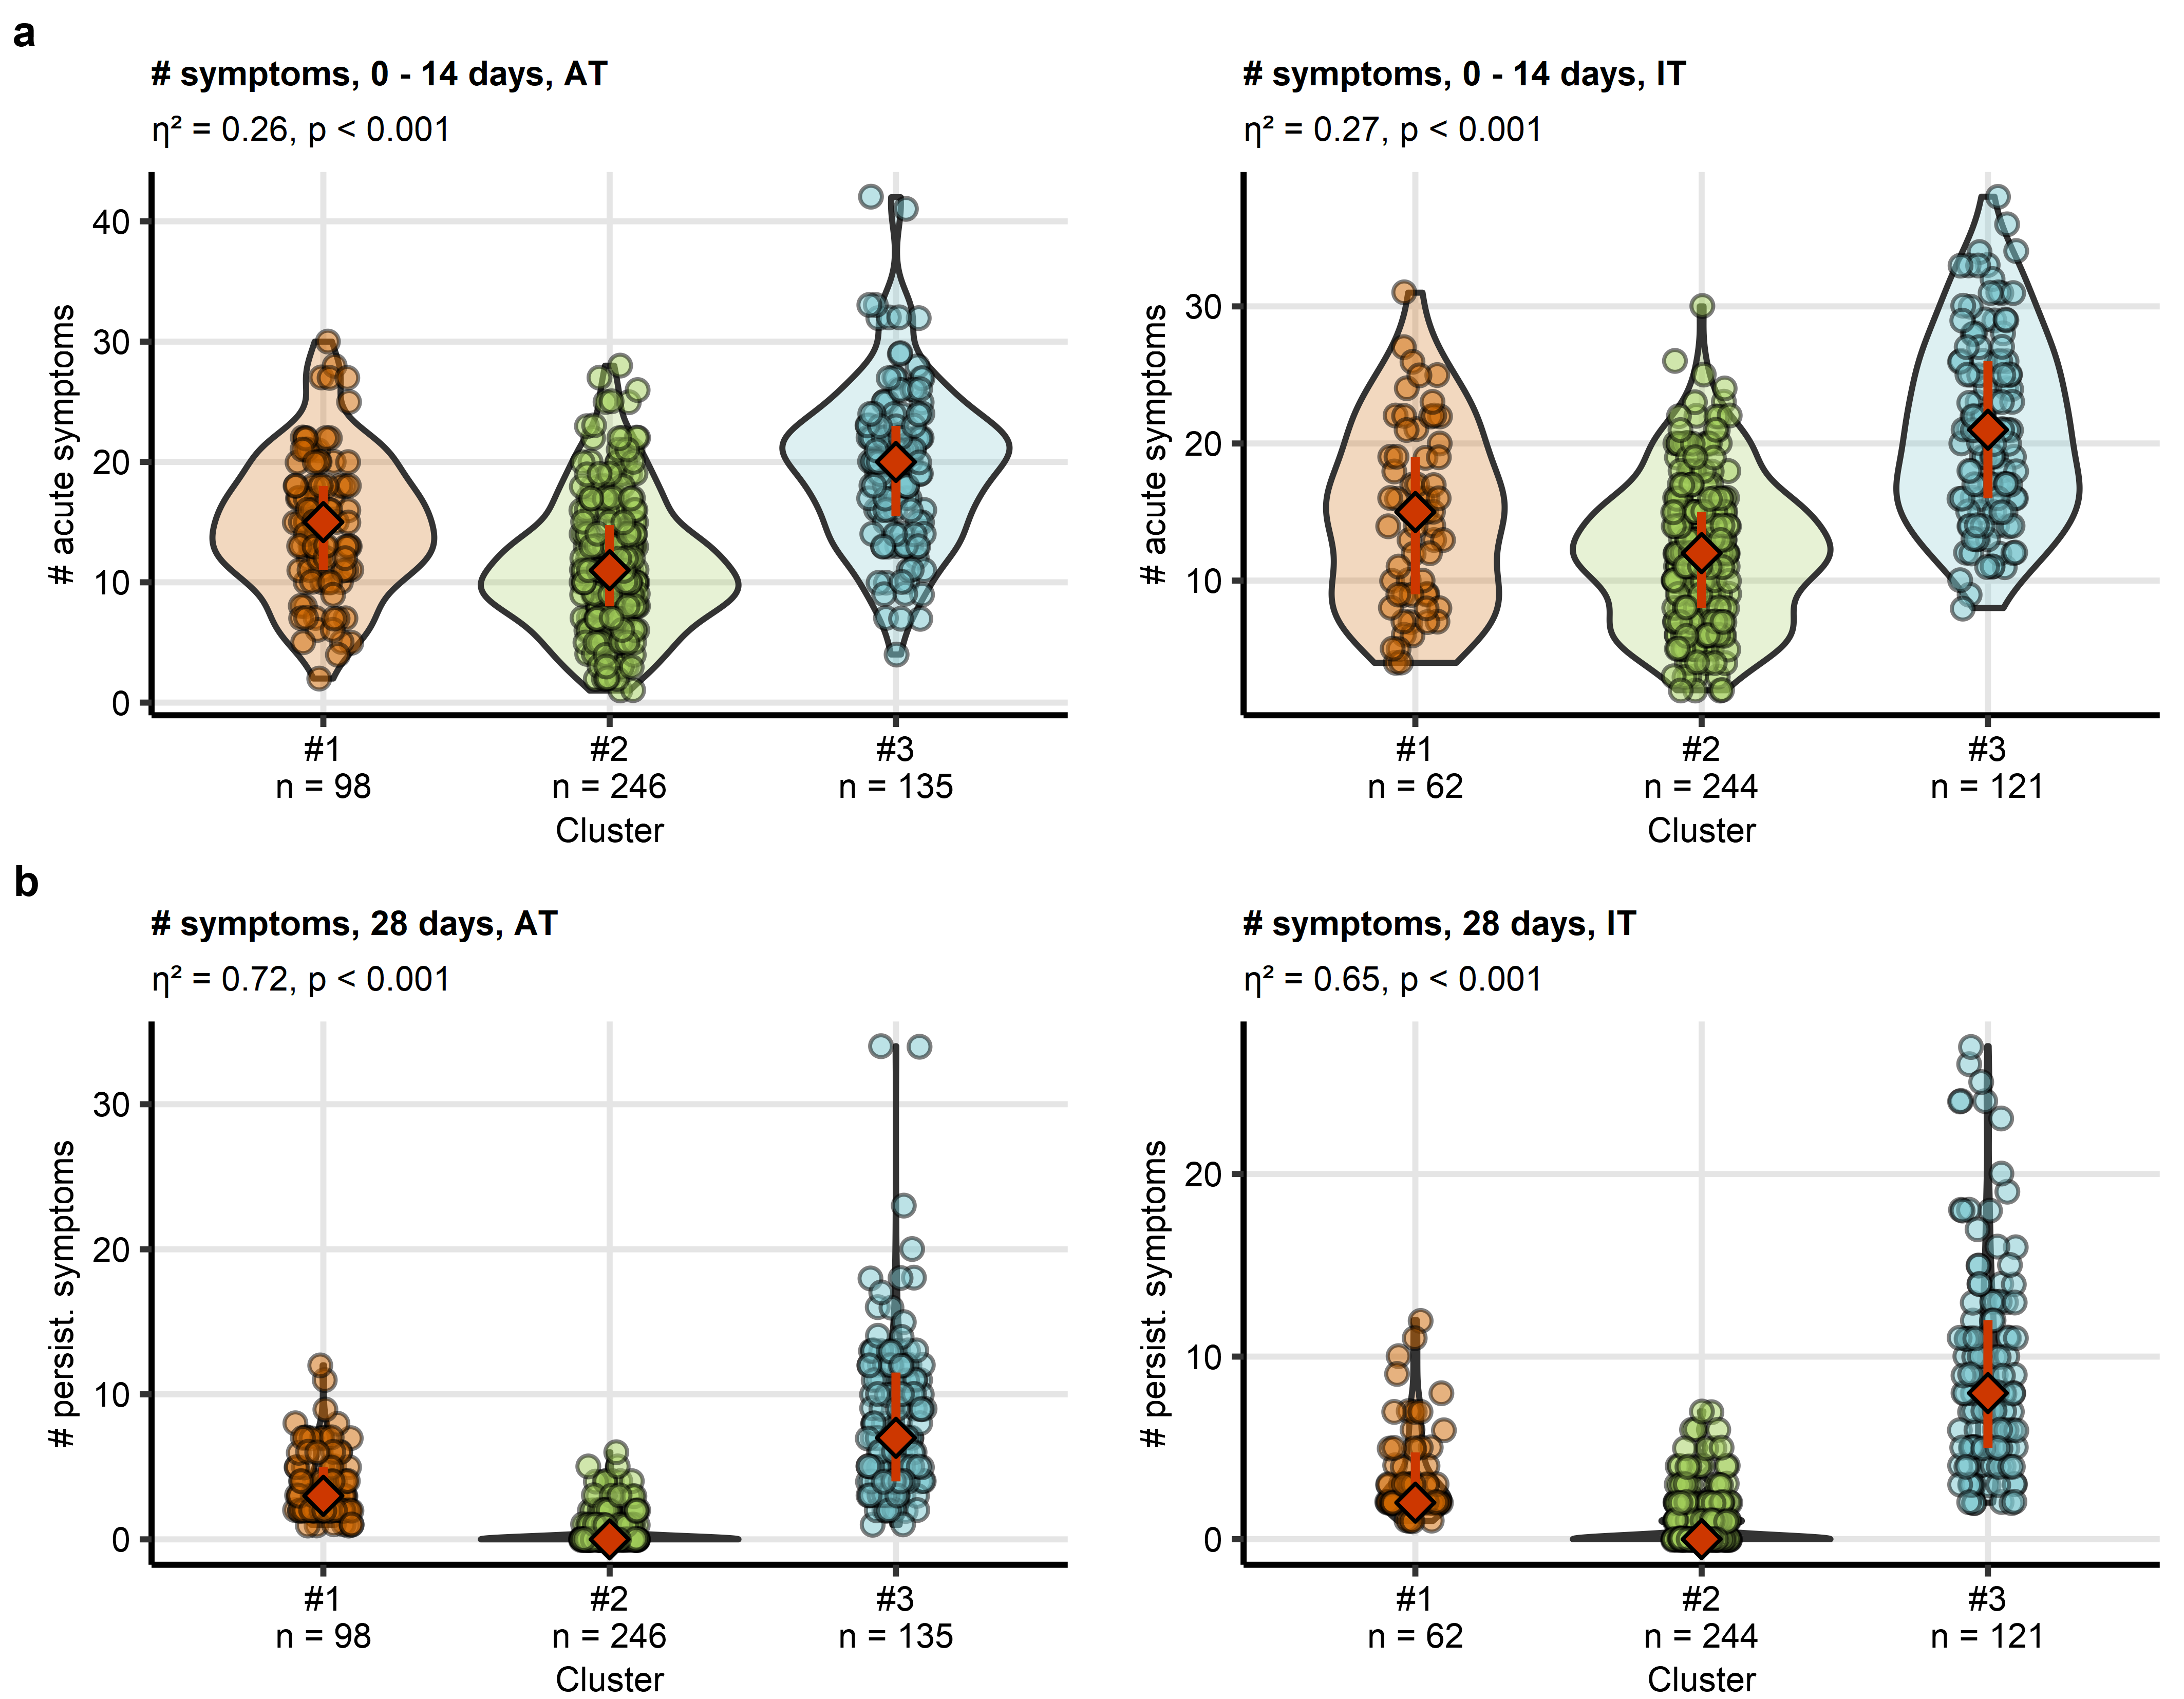 a
# symptoms, 0 - 14 days, AT
η² = 0.26, p < 0.001
# acute symptoms
40
30
20
10
0
#1
n = 98
#2
n = 246
#3
n = 135
Cluster
# symptoms, 0 - 14 days, IT
η² = 0.27, p < 0.001
# acute symptoms
30
20
10
#1
n = 62
#2
n = 244
#3
n = 121
Cluster
b
# symptoms, 28 days, AT
η² = 0.72, p < 0.001
# persist. symptoms
30
20
10
0
#1
n = 98
#2
n = 246
#3
n = 135
Cluster
# symptoms, 28 days, IT
η² = 0.65, p < 0.001
# persist. symptoms
20
10
0
#1
n = 62
#2
n = 244
#3
n = 121
Cluster